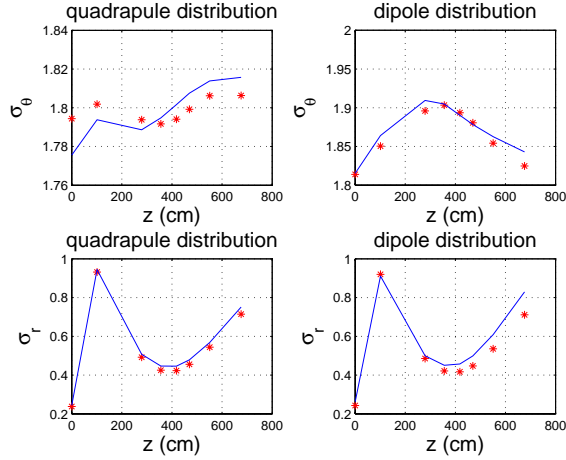 quadrapule distribution
dipole distribution
1.84
1.82
1.8
1.78
1.76
σθ
0 200 400 600 800
z (cm)
2
1.95
1.9
1.85
1.8
σθ
0 200 400 600 800
z (cm)
quadrapule distribution
dipole distribution
1
0.8
0.6
0.4
0.2
σr
0 200 400 600 800
z (cm)
1
0.8
0.6
0.4
0.2
σr
0 200 400 600 800
z (cm)